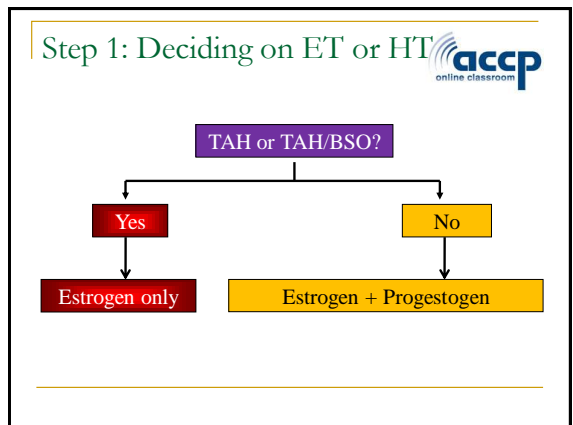 Step 1: Deciding on ET or HT
accp
online classroom
TAH or TAH/BSO?
Yes
No
Estrogen only
Estrogen + Progestogen